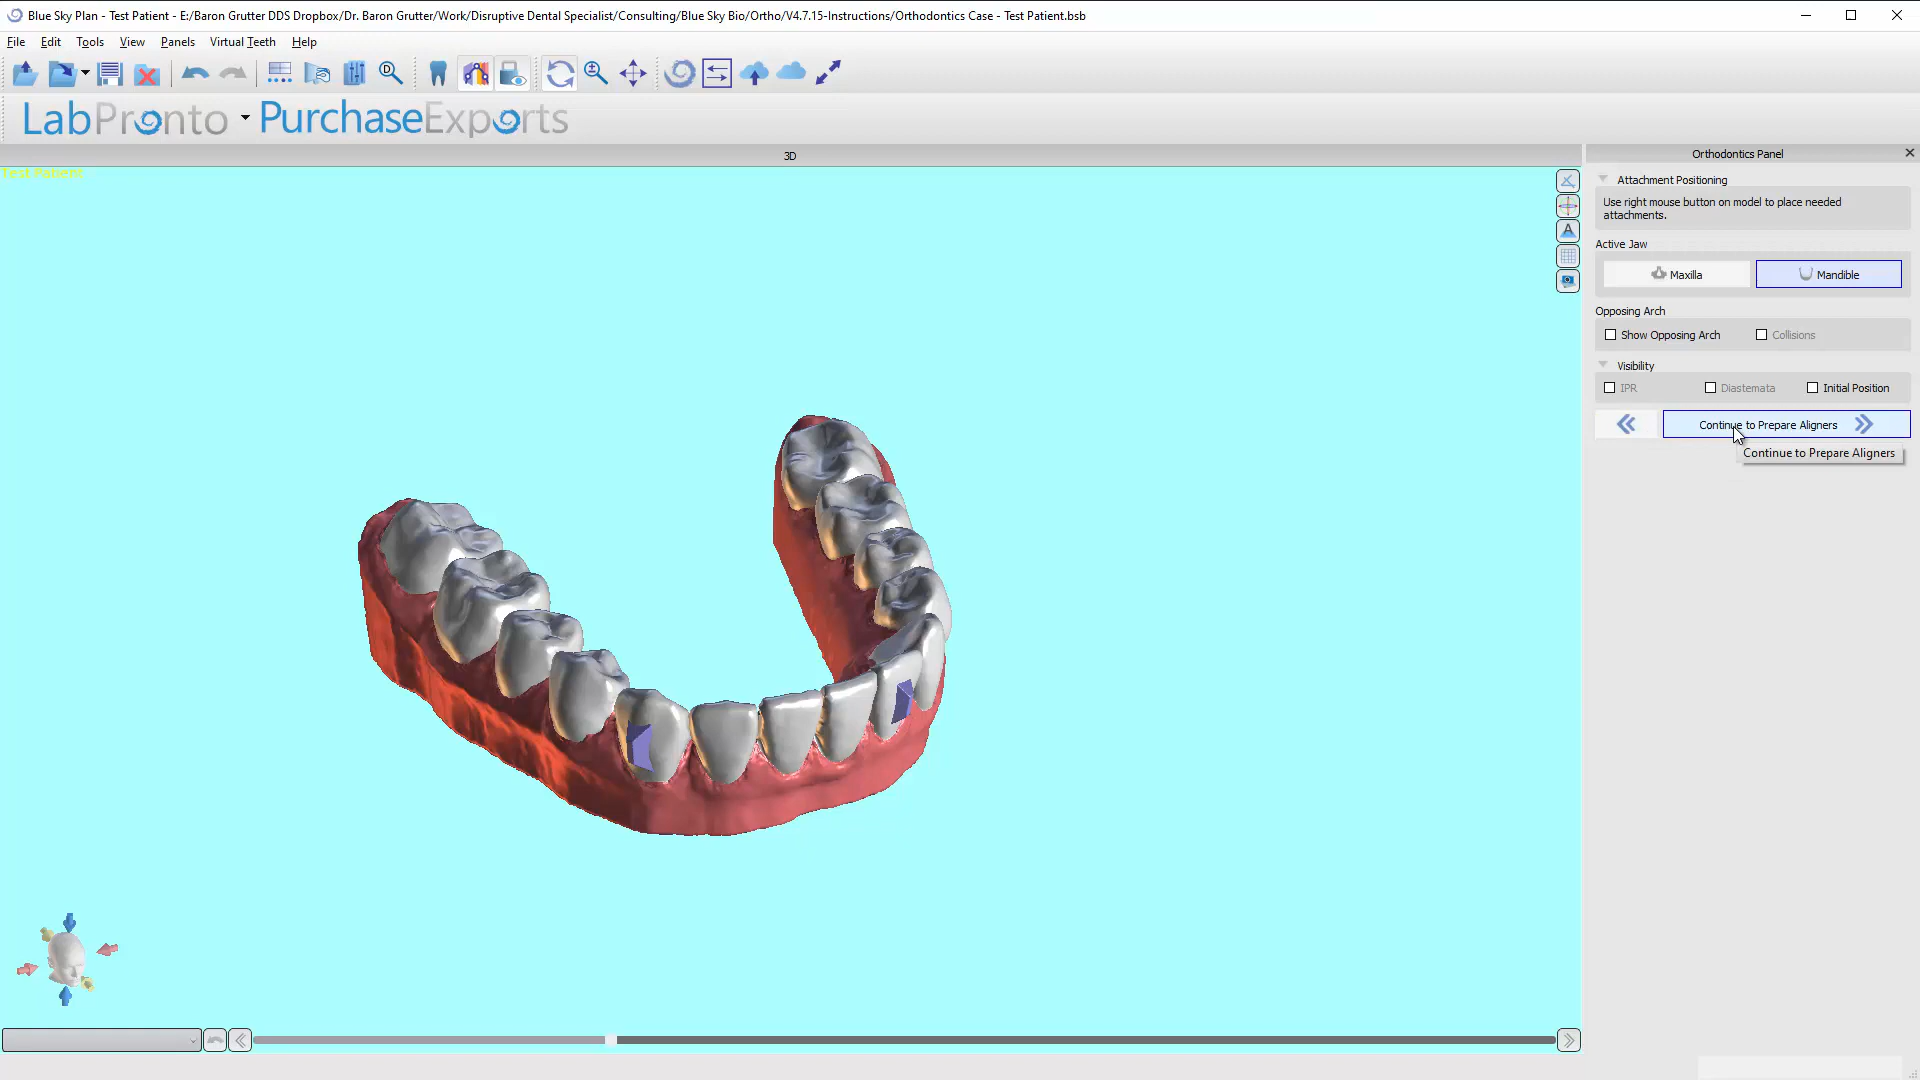 Blue Sky Plan - Test Patient - E:/Baron Grutter DDS Dropbox/Dr. Baron Grutter/Work/Disruptive Dental Specialist/Consulting/Blue Sky Bio/Ortho/V4.7.15-Instructions/Orthodontics Case - Test Patient.bsb
File Edit Tools View Panels Virtual Teeth Help
LabPronto PurchaseExports
3D
Orthodontics Panel
Test Patient
Attachment Positioning
Use right mouse button on model to place needed
attachments.
Active Jaw
Maxilla Mandible
Opposing Arch
Show Opposing Arch Collisions
Visibility
IPR Diastemata Initial Position
Continue to Prepare Aligners
Continue to Prepare Aligners